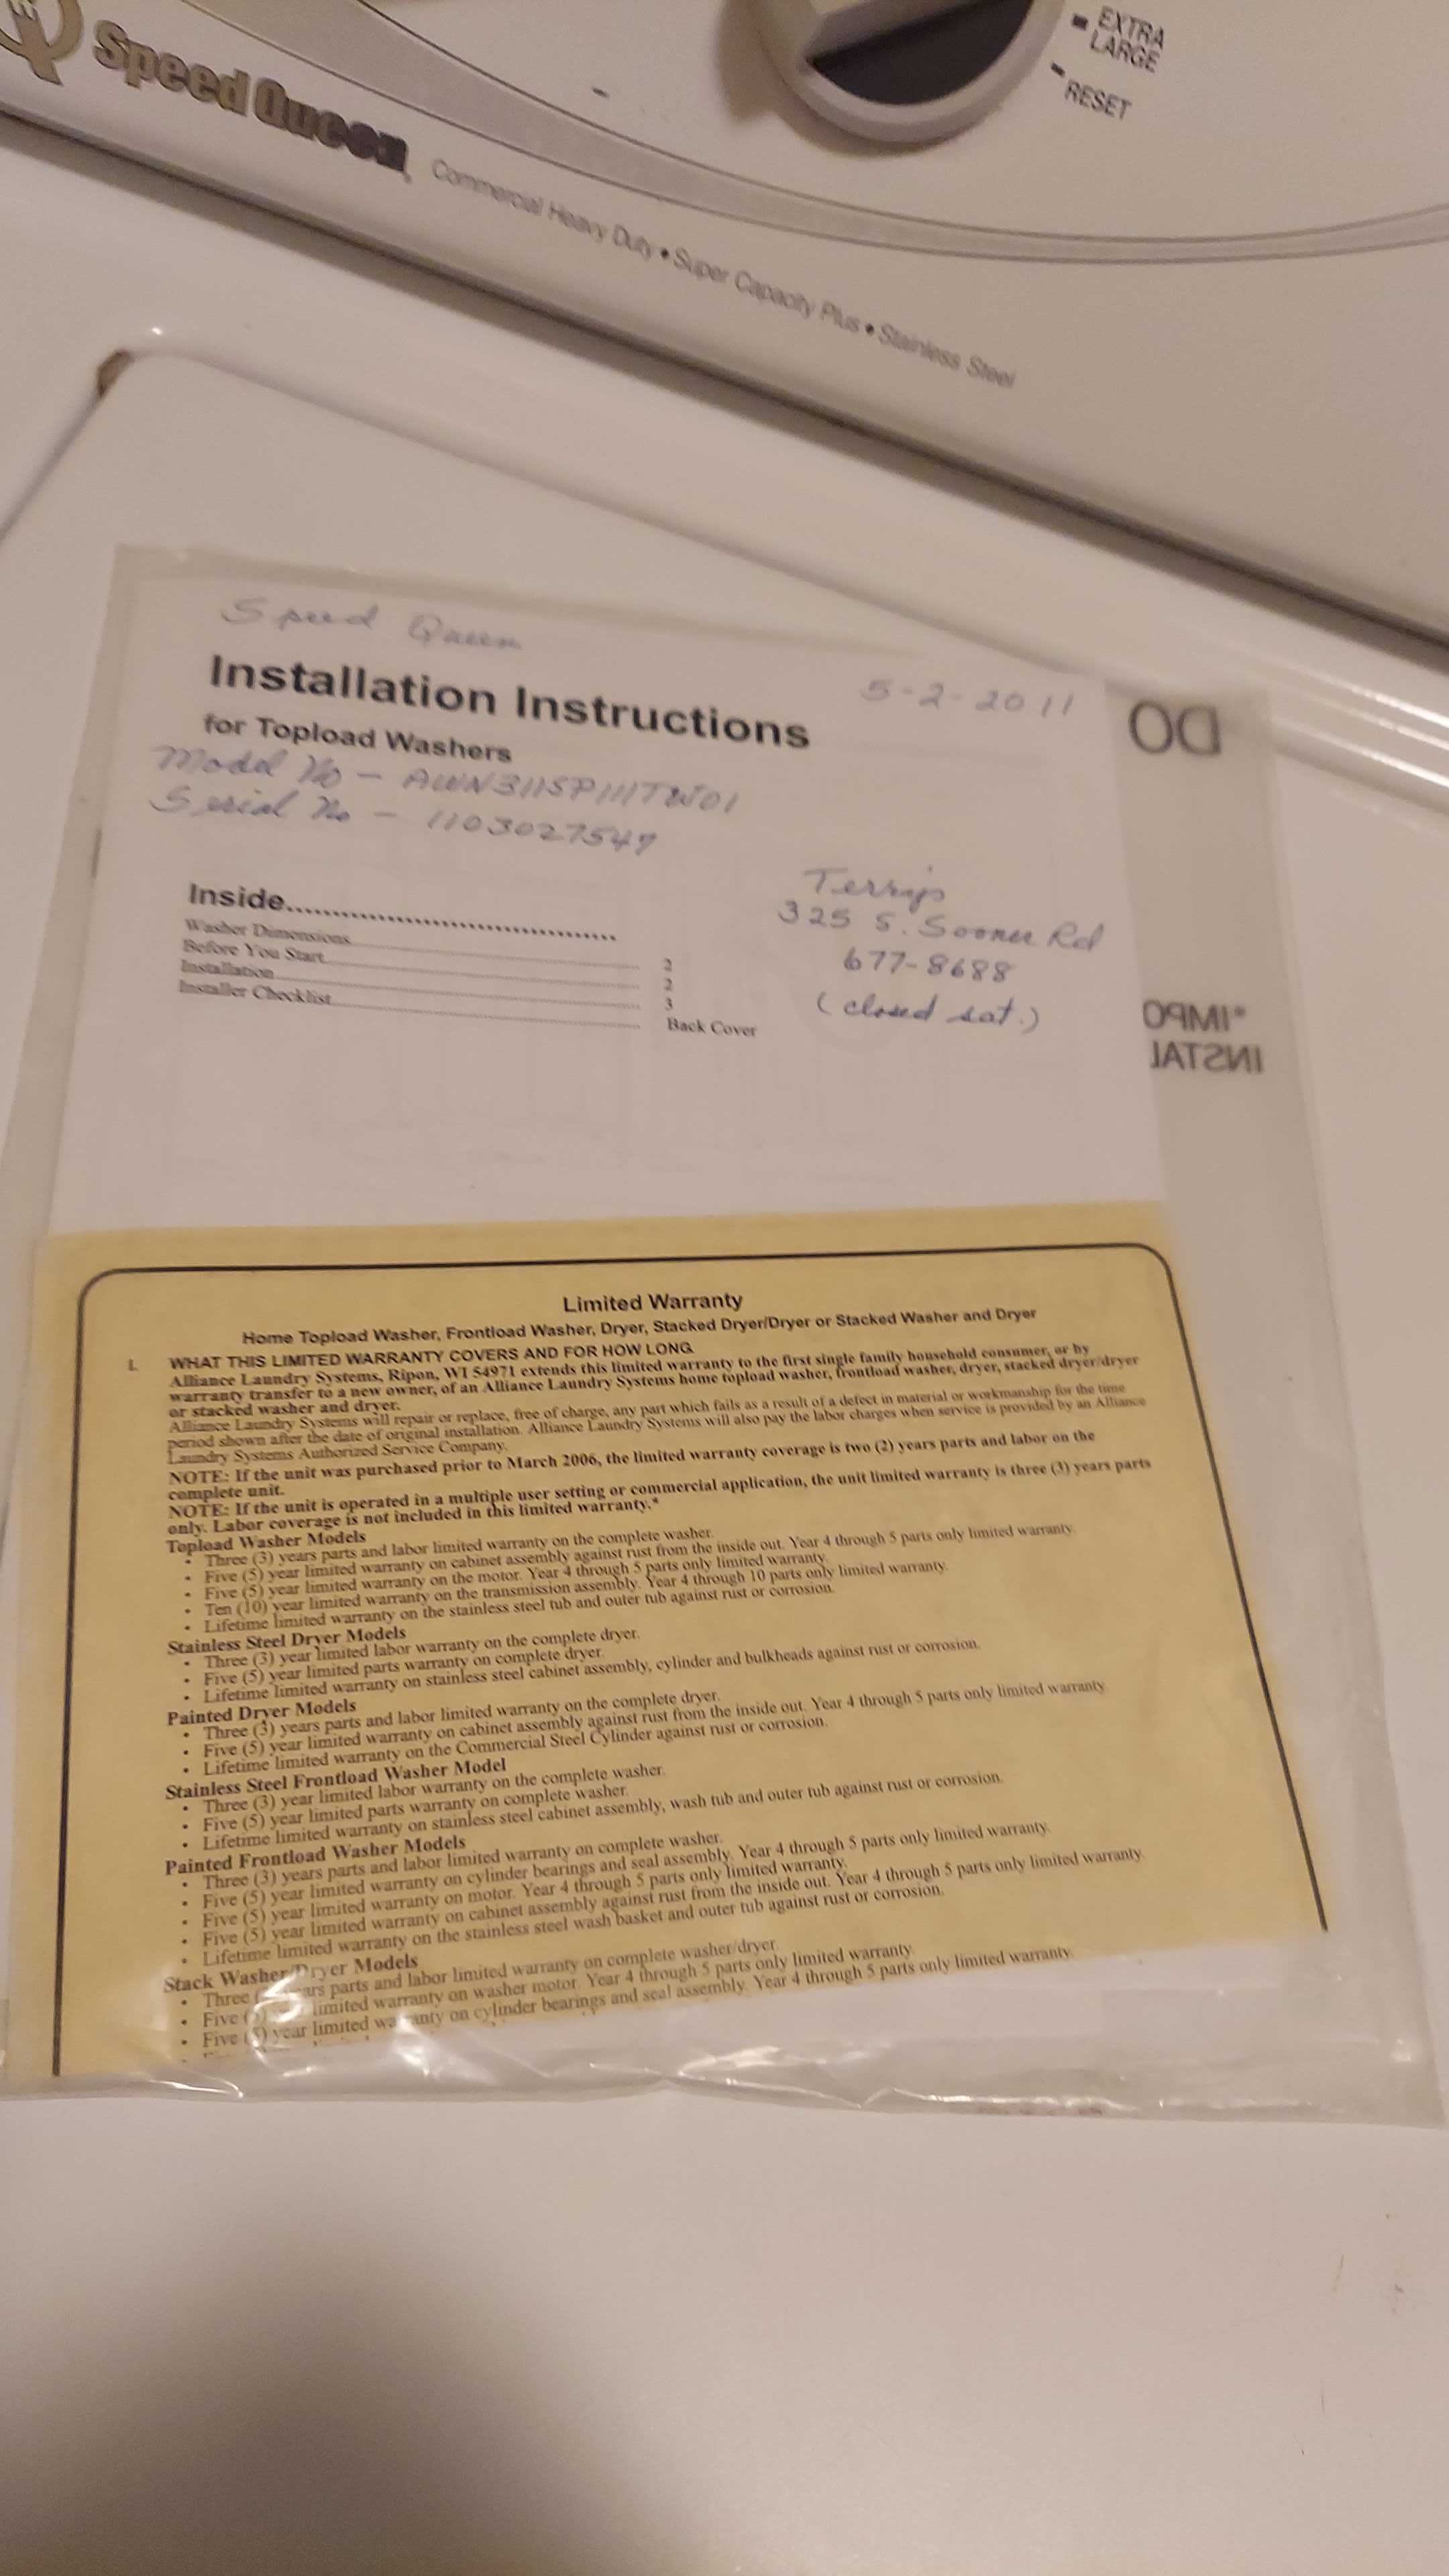 Speed Queen
Commercial Heavy Duty • Super Capacity Plus • Stainless Steel
EXTRA
LARGE
RESET
Speed Queen
5-2-2011
Installation Instructions
for Topload Washers
Model No - AWN311SP111TW01
Serial No - 1103027547
Inside
Washer Dimensions 2
Before You Start 2
Installation 3
Installer Checklist Back Cover
Terry's
325 S. Sooner Rd
677-8688
(closed sat.)
DO
*IMPO
INSTAL
Limited Warranty
Home Topload Washer, Frontload Washer, Dryer, Stacked Dryer/Dryer or Stacked Washer and Dryer
I. WHAT THIS LIMITED WARRANTY COVERS AND FOR HOW LONG
Alliance Laundry Systems, Ripon, WI 54971 extends this limited warranty to the first single family household consumer, or by
warranty transfer to a new owner, of an Alliance Laundry Systems home topload washer, frontload washer, dryer, stacked dryer/dryer
or stacked washer and dryer.
Alliance Laundry Systems will repair or replace, free of charge, any part which fails as a result of a defect in material or workmanship for the time
period shown after the date of original installation. Alliance Laundry Systems will also pay the labor charges when service is provided by an Alliance
Laundry Systems Authorized Service Company.
NOTE: If the unit was purchased prior to March 2006, the limited warranty coverage is two (2) years parts and labor on the
complete unit.
NOTE: If the unit is operated in a multiple user setting or commercial application, the unit limited warranty is three (3) years parts
only. Labor coverage is not included in this limited warranty.*
Topload Washer Models
• Three (3) years parts and labor limited warranty on the complete washer.
• Five (5) year limited warranty on cabinet assembly against rust from the inside out. Year 4 through 5 parts only limited warranty.
• Five (5) year limited warranty on the motor. Year 4 through 5 parts only limited warranty.
• Ten (10) year limited warranty on the transmission assembly. Year 4 through 10 parts only limited warranty.
• Lifetime limited warranty on the stainless steel tub and outer tub against rust or corrosion.
Stainless Steel Dryer Models
• Three (3) year limited labor warranty on the complete dryer.
• Five (5) year limited parts warranty on complete dryer.
• Lifetime limited warranty on stainless steel cabinet assembly, cylinder and bulkheads against rust or corrosion.
Painted Dryer Models
• Three (3) years parts and labor limited warranty on the complete dryer.
• Five (5) year limited warranty on cabinet assembly against rust from the inside out. Year 4 through 5 parts only limited warranty.
• Lifetime limited warranty on the Commercial Steel Cylinder against rust or corrosion.
Stainless Steel Frontload Washer Model
• Three (3) year limited labor warranty on the complete washer.
• Five (5) year limited parts warranty on complete washer.
• Lifetime limited warranty on stainless steel cabinet assembly, wash tub and outer tub against rust or corrosion.
Painted Frontload Washer Models
• Three (3) years parts and labor limited warranty on complete washer.
• Five (5) year limited warranty on cylinder bearings and seal assembly. Year 4 through 5 parts only limited warranty.
• Five (5) year limited warranty on motor. Year 4 through 5 parts only limited warranty.
• Five (5) year limited warranty on cabinet assembly against rust from the inside out. Year 4 through 5 parts only limited warranty.
• Lifetime limited warranty on the stainless steel wash basket and outer tub against rust or corrosion.
Stack Washer/Dryer Models
• Three parts and labor limited warranty on complete washer/dryer.
• Five limited warranty on washer motor. Year 4 through 5 parts only limited warranty.
• Five (5) year limited warranty on cylinder bearings and seal assembly. Year 4 through 5 parts only limited warranty.